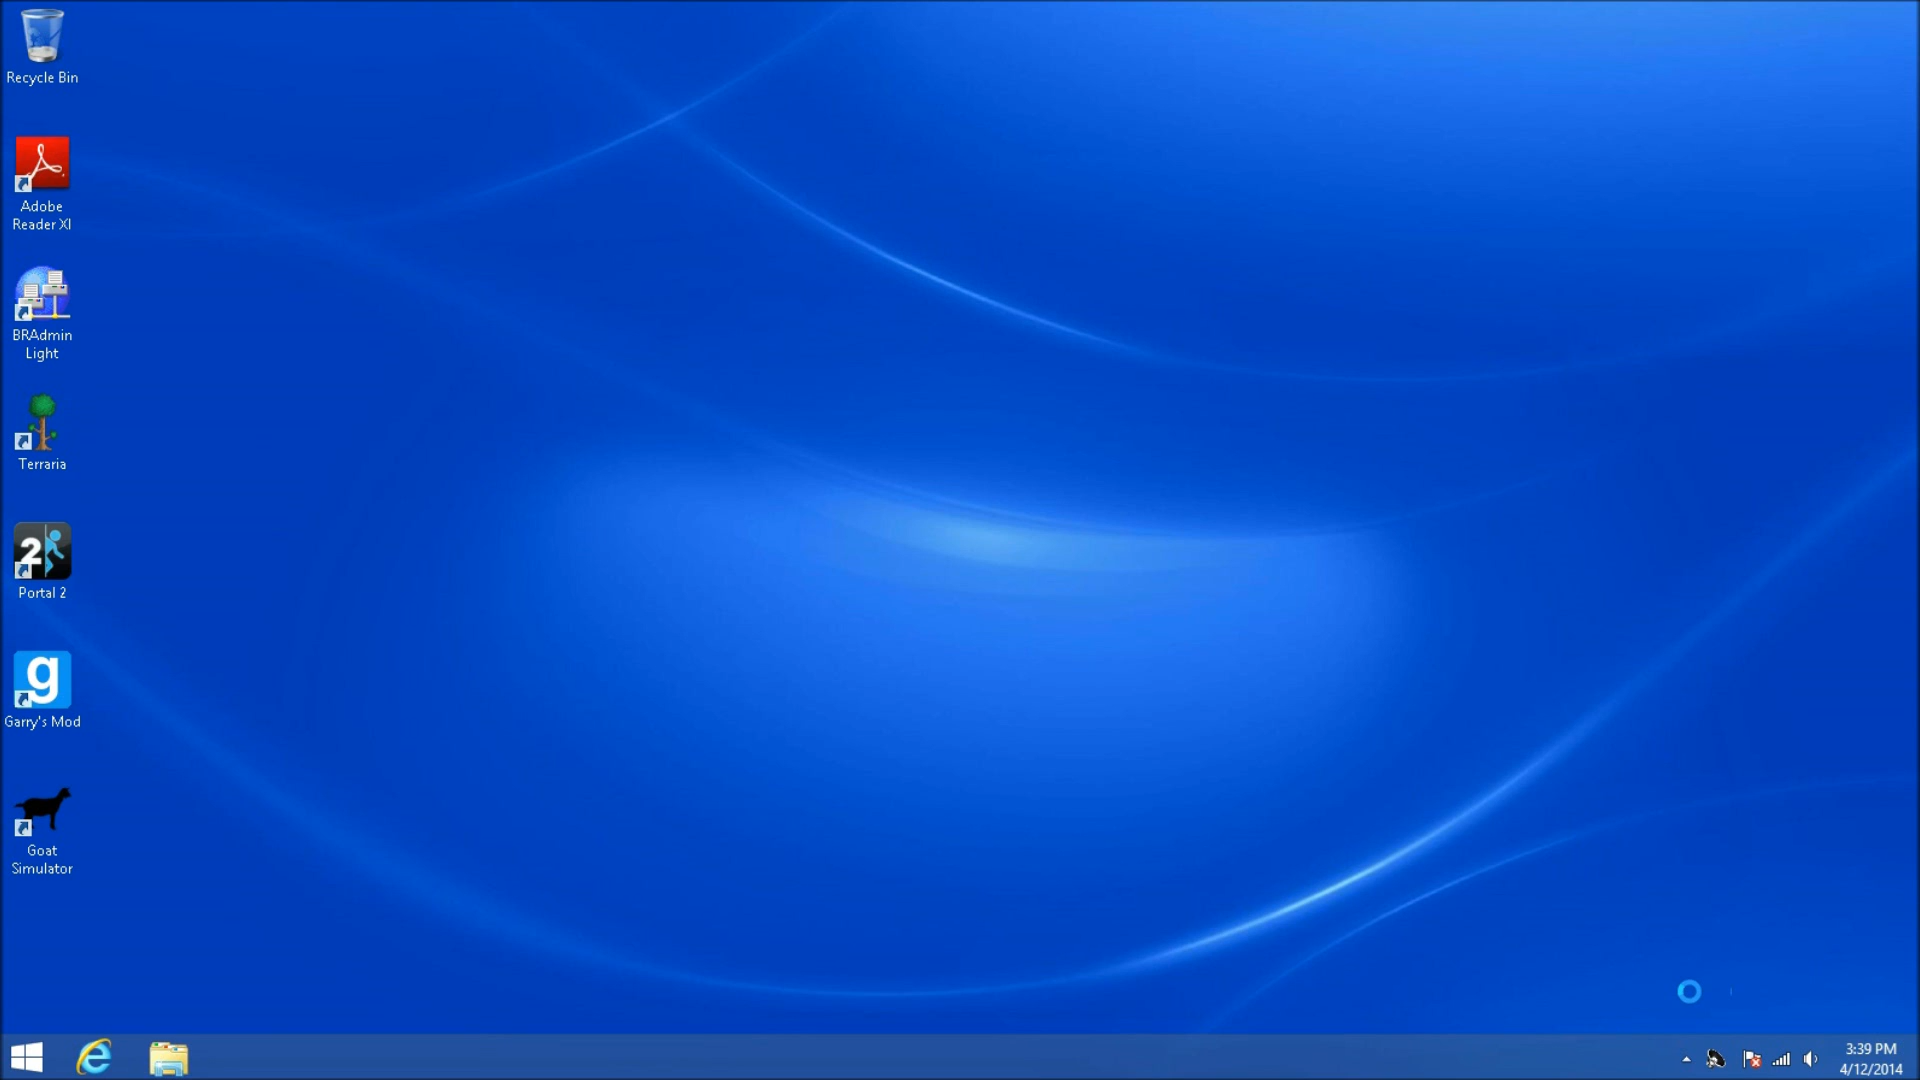 Recycle Bin
Adobe
Reader XI
BRAdmin
Light
Terraria
2
Portal 2
g
Garry's Mod
Goat
Simulator
3:39 PM
4/12/2014